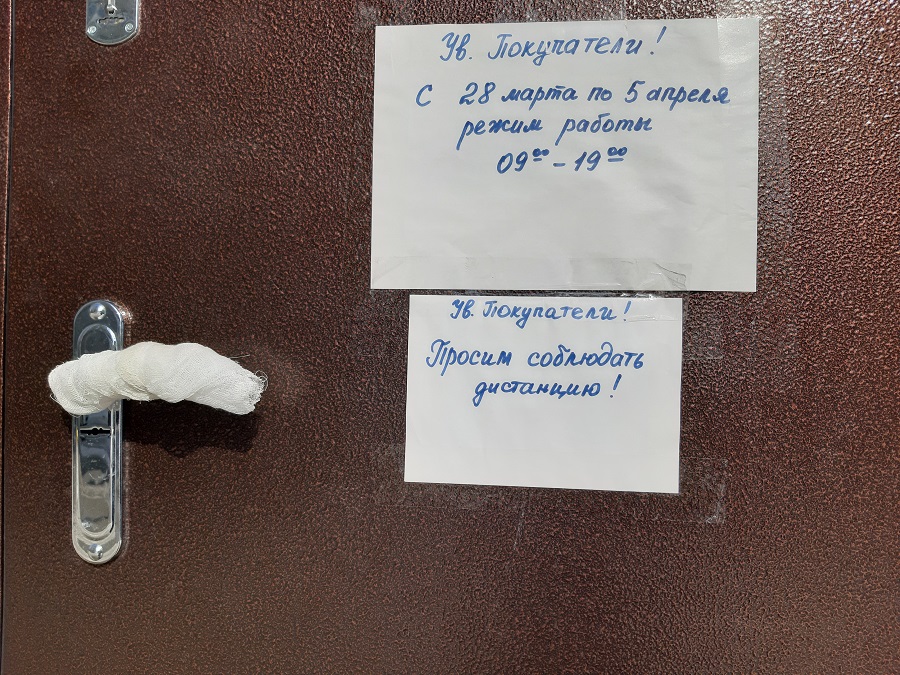 Ув. Покупатели!
С 28 марта по 5 апреля
режим работы
09⁰⁰ - 19⁰⁰
Ув. Покупатели!
Просим соблюдать
дистанцию!